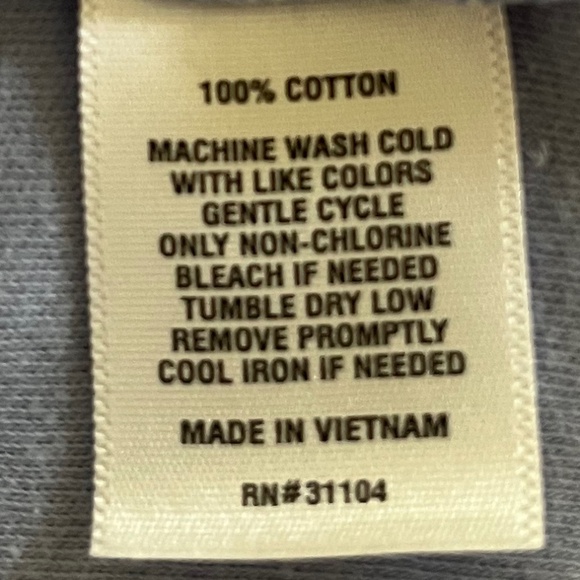 100% COTTON
MACHINE WASH COLD
WITH LIKE COLORS
GENTLE CYCLE
ONLY NON-CHLORINE
BLEACH IF NEEDED
TUMBLE DRY LOW
REMOVE PROMPTLY
COOL IRON IF NEEDED
MADE IN VIETNAM
RN#31104